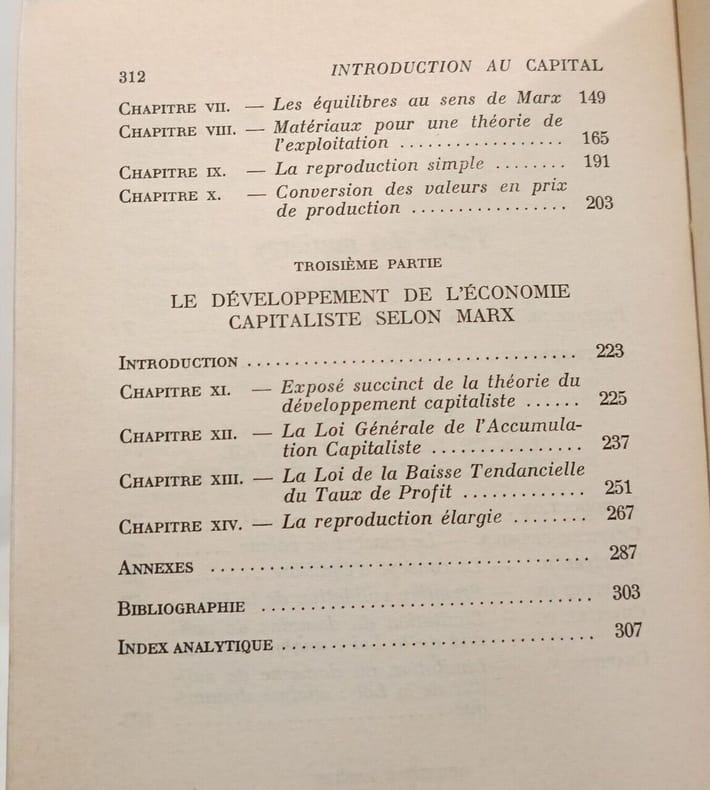 312 INTRODUCTION AU CAPITAL
CHAPITRE VII. — Les équilibres au sens de Marx 149
CHAPITRE VIII. — Matériaux pour une théorie de
l'exploitation .................. 165
CHAPITRE IX. — La reproduction simple ........ 191
CHAPITRE X. — Conversion des valeurs en prix
de production ................. 203
TROISIÈME PARTIE
LE DÉVELOPPEMENT DE L'ÉCONOMIE
CAPITALISTE SELON MARX
INTRODUCTION .................................. 223
CHAPITRE XI. — Exposé succinct de la théorie du
développement capitaliste ...... 225
CHAPITRE XII. — La Loi Générale de l'Accumula-
tion Capitaliste ................ 237
CHAPITRE XIII. — La Loi de la Baisse Tendancielle
du Taux de Profit ............. 251
CHAPITRE XIV. — La reproduction élargie ........ 267
ANNEXES ...................................... 287
BIBLIOGRAPHIE ................................. 303
INDEX ANALYTIQUE ................................ 307